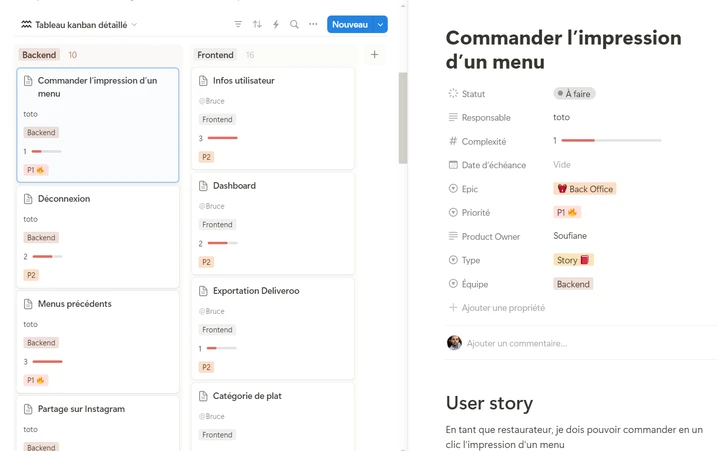 Tableau kanban détaillé
Nouveau
Backend 10
Commander l'impression d'un
menu
toto
Backend
1
P1
Déconnexion
toto
Backend
2
P2
Menus précédents
toto
Backend
3
P1
Partage sur Instagram
toto
Backend
Frontend 16
Infos utilisateur
@Bruce
Frontend
3
P2
Dashboard
@Bruce
Frontend
2
P2
Exportation Deliveroo
@Bruce
Frontend
1
P2
Catégorie de plat
@Bruce
Frontend
Commander l'impression
d'un menu
Statut À faire
Responsable toto
Complexité 1
Date d'échéance Vide
Epic Back Office
Priorité P1
Product Owner Soufiane
Type Story
Équipe Backend
Ajouter une propriété
Ajouter un commentaire...
User story
En tant que restaurateur, je dois pouvoir commander en un
clic l'impression d'un menu